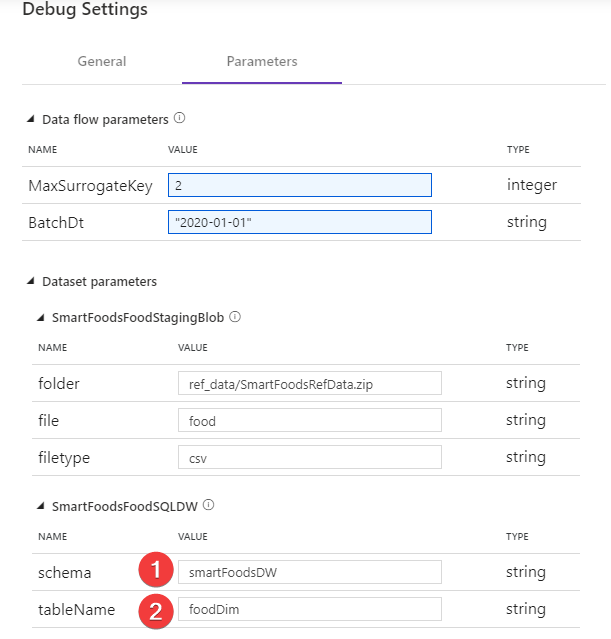 Debug Settings
General Parameters
Data flow parameters
NAME VALUE TYPE
MaxSurrogateKey 2 integer
BatchDt "2020-01-01" string
Dataset parameters
SmartFoodsFoodStagingBlob
NAME VALUE TYPE
folder ref_data/SmartFoodsRefData.zip string
file food string
filetype csv string
SmartFoodsFoodSQLDW
NAME VALUE TYPE
schema 1 smartFoodsDW string
tableName 2 foodDim string